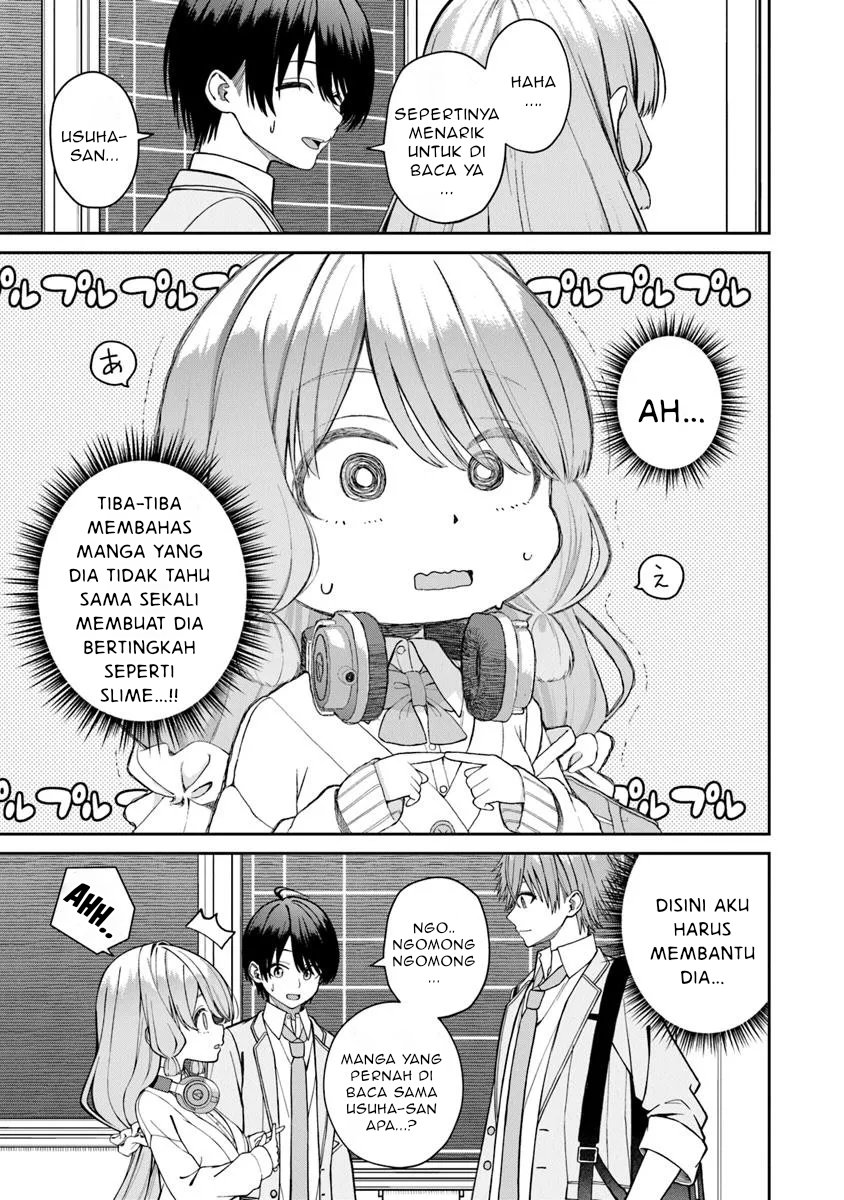 HAHA
....
SEPERTINYA
MENARIK
UNTUK DI
BACA YA
...
USUHA-
SAN...
プルプルプル
プルプルプル
あ
AH...
TIBA-TIBA
MEMBAHAS
MANGA YANG
DIA TIDAK TAHU
SAMA SEKALI
MEMBUAT DIA
BERTINGKAH
SEPERTI
SLIME...!!
え
プルプルプル
プルプル
DISINI AKU
HARUS
MEMBANTU
DIA...
NGO..
NGOMONG
NGOMONG
...
MANGA YANG
PERNAH DI
BACA SAMA
USUHA-SAN
APA...?
AHH..